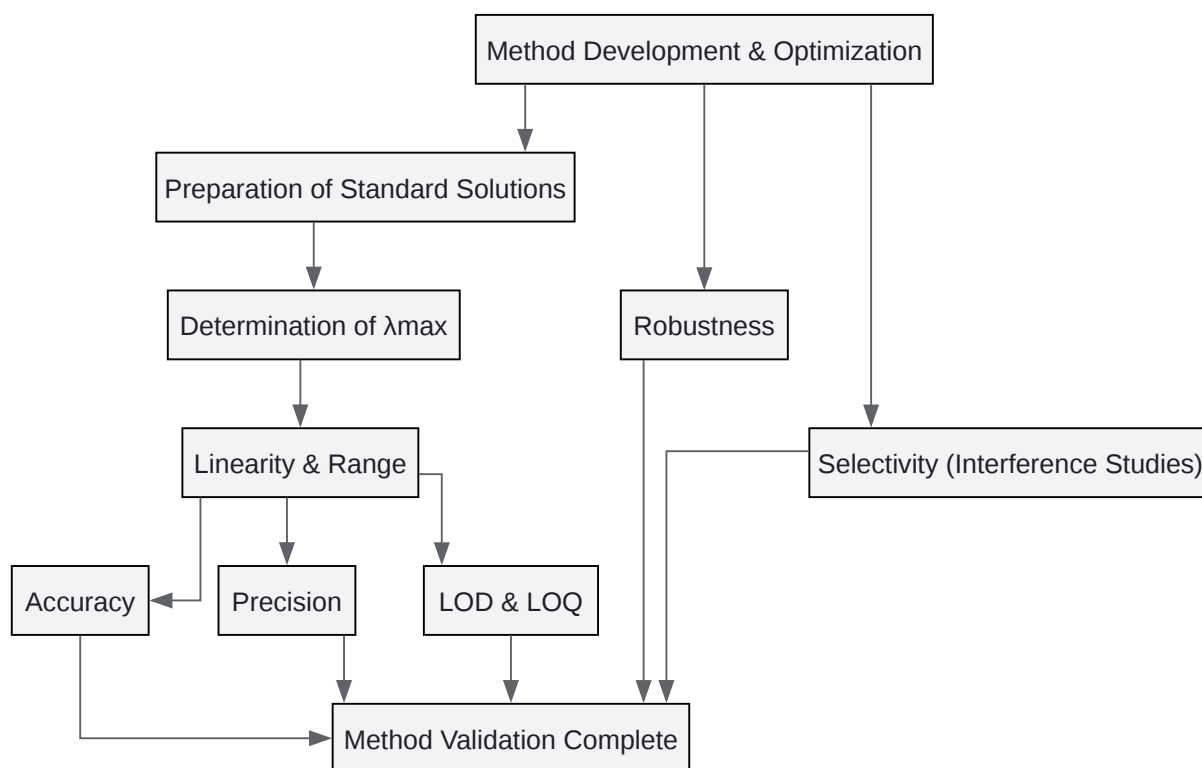 Method Development & Optimization
Preparation of Standard Solutions
Determination of λmax
Robustness
Linearity & Range
Selectivity (Interference Studies)
Accuracy
Precision
LOD & LOQ
Method Validation Complete